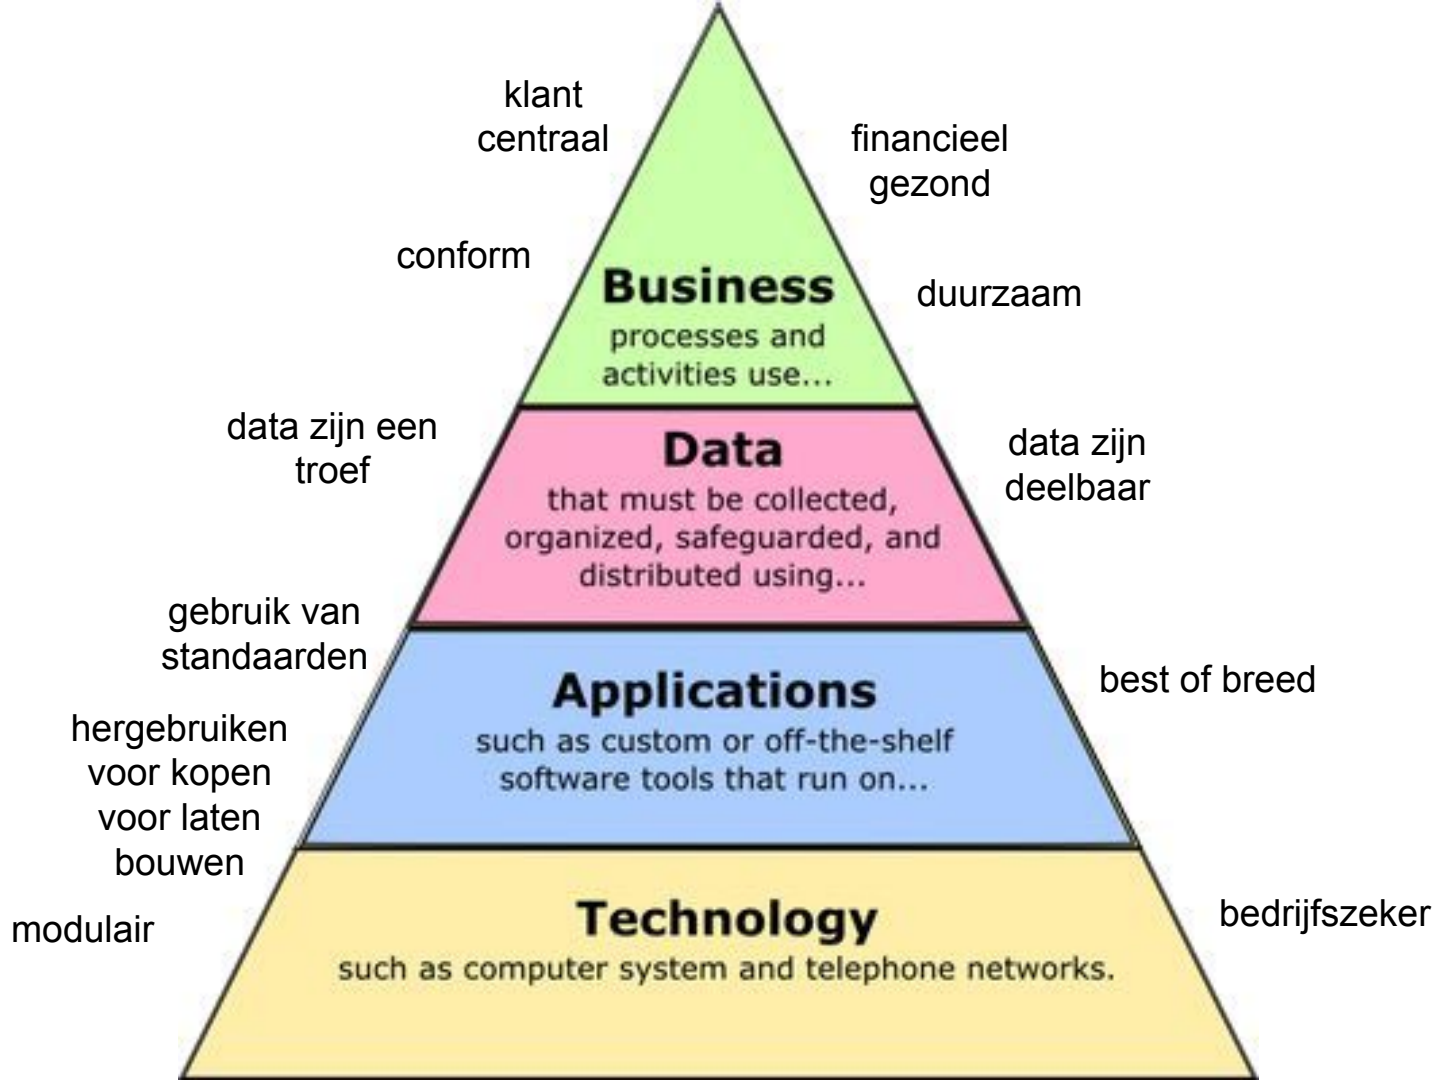 klant
centraal
financieel
gezond
conform
Business
processes and
activities use...
duurzaam
data zijn een
troef
Data
that must be collected,
organized, safeguarded, and
distributed using...
data zijn
deelbaar
gebruik van
standaarden
Applications
such as custom or off-the-shelf
software tools that run on...
best of breed
hergebruiken
voor kopen
voor laten
bouwen
modulair
Technology
such as computer system and telephone networks.
bedrijfszeker